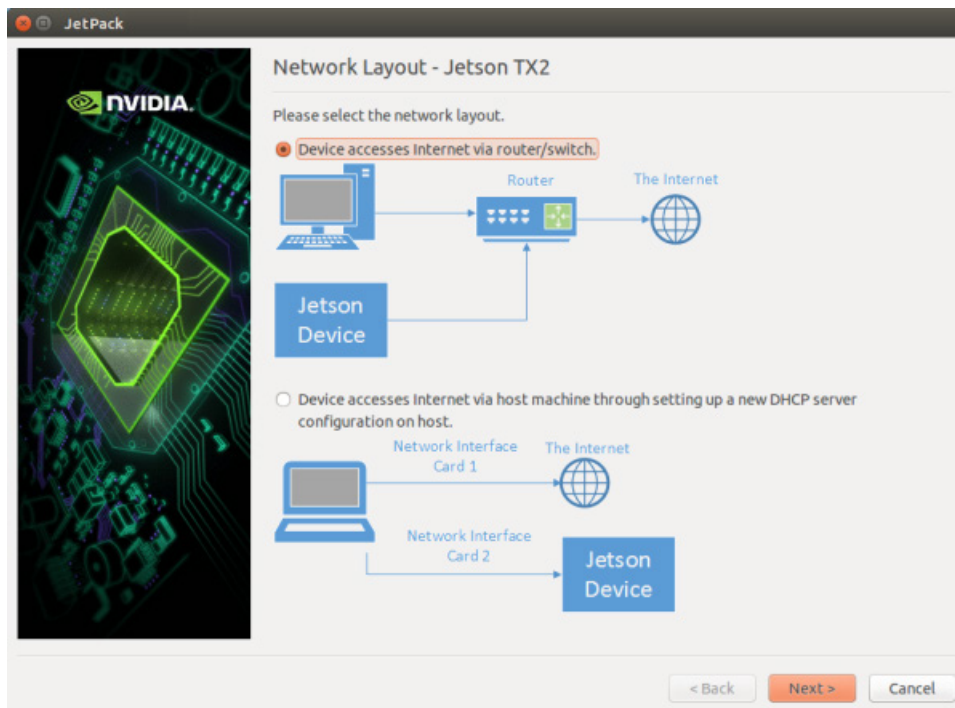 JetPack
NVIDIA.
Network Layout - Jetson TX2
Please select the network layout.
Device accesses Internet via router/switch.
Router
The Internet
Jetson
Device
Device accesses Internet via host machine through setting up a new DHCP server
configuration on host.
Network Interface
Card 1
The Internet
Network Interface
Card 2
Jetson
Device
< Back
Next >
Cancel